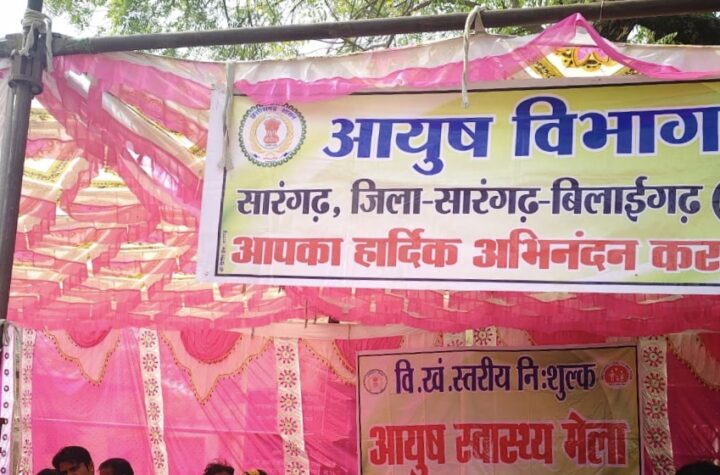 आयुष विभाग
सारंगढ़, जिला-सारंगढ़-बिलाईगढ़ (
आपका हार्दिक अभिनंदन कर
वि.खं.स्तरीय निःशुल्क
आयुष स्वास्थ्य मेला